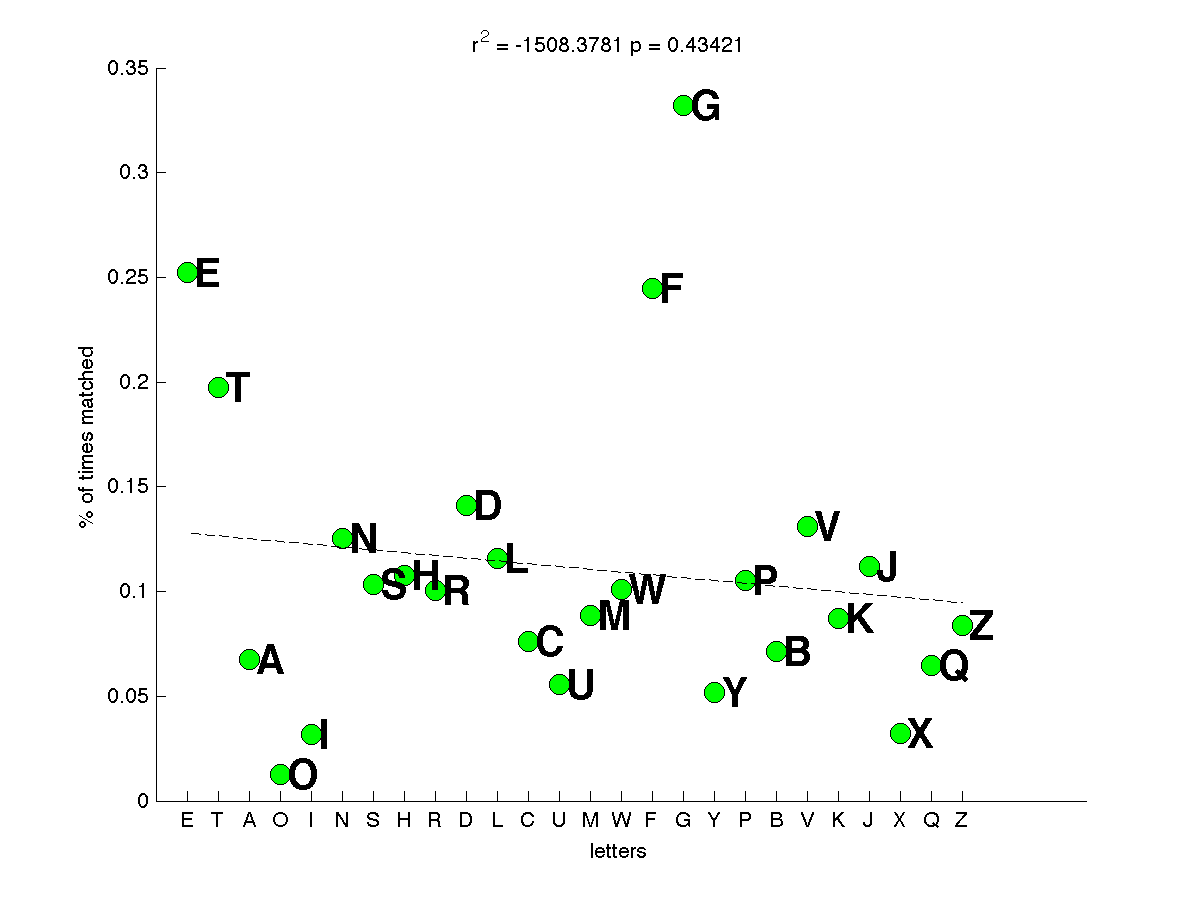 r2 = -1508.3781 p = 0.43421
0.35
G
0.3
E
0.25
F
T
0.2
% of times matched
0.15
D
V
N
L
J
H
P
S
R
W
0.1
M
K
Z
C
B
A
Q
U
Y
0.05
I
X
O
0
E T A O I N S H R D L C U M W F G Y P B V K J X Q Z
letters